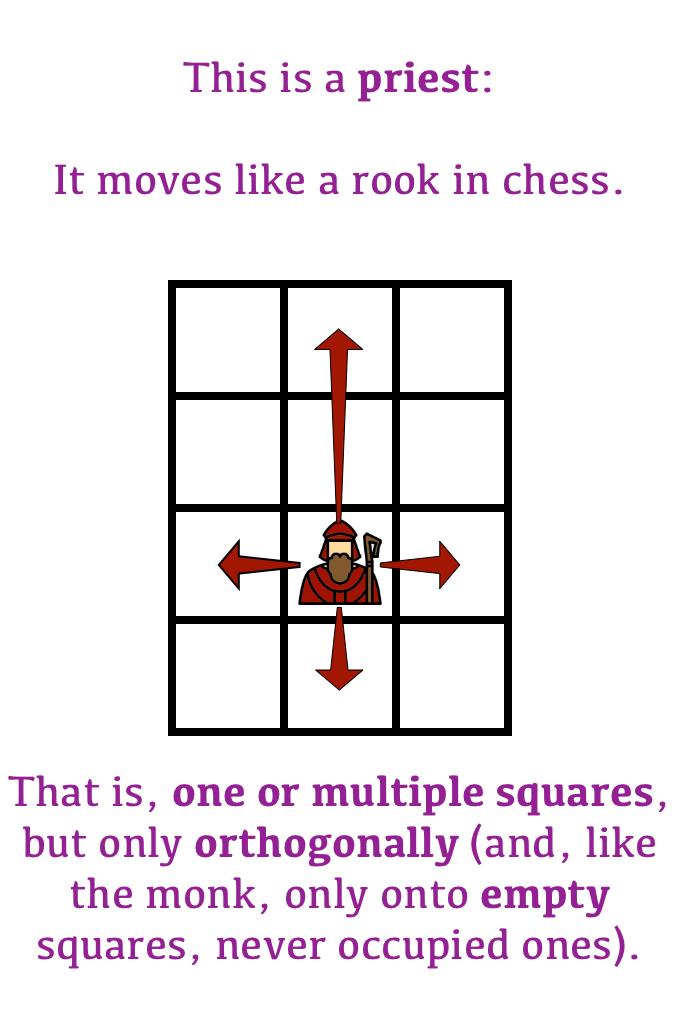 This is a priest:
It moves like a rook in chess.
That is, one or multiple squares,
but only orthogonally (and, like
the monk, only onto empty
squares, never occupied ones).